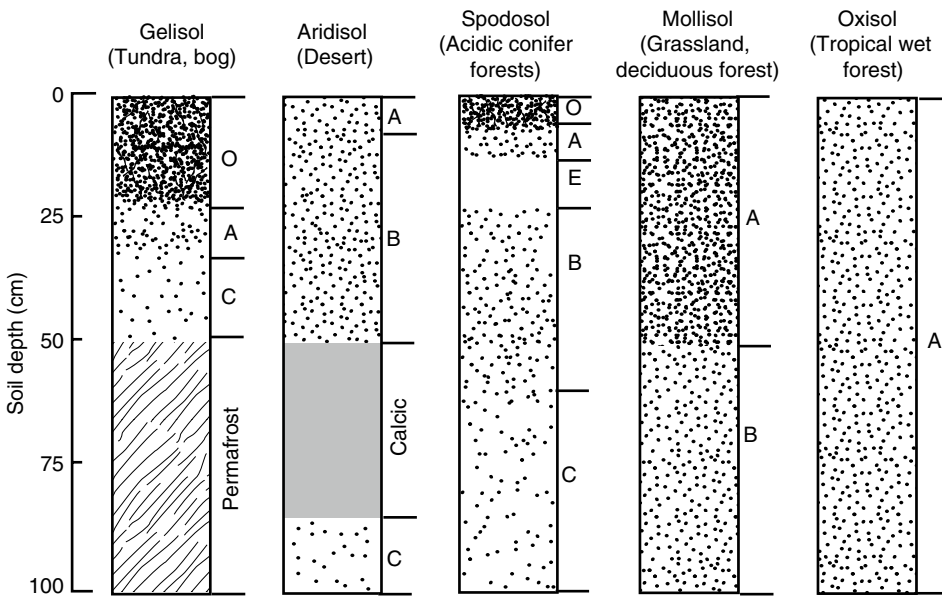 Gelisol
(Tundra, bog)
Aridisol
(Desert)
Spodosol
(Acidic conifer
forests)
Mollisol
(Grassland,
deciduous forest)
Oxisol
(Tropical wet
forest)
Soil depth (cm)
0
25
50
75
100
O
A
C
Permafrost
A
B
Calcic
C
O
A
E
B
C
A
B
A